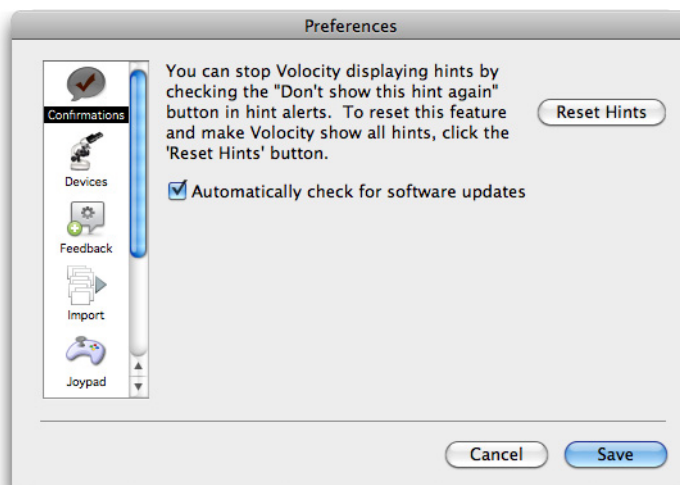 Preferences
Confirmations
Devices
Feedback
Import
Joypad
You can stop Volocity displaying hints by
checking the "Don't show this hint again"
button in hint alerts.  To reset this feature
and make Volocity show all hints, click the
'Reset Hints' button.
Reset Hints
Automatically check for software updates
Cancel
Save